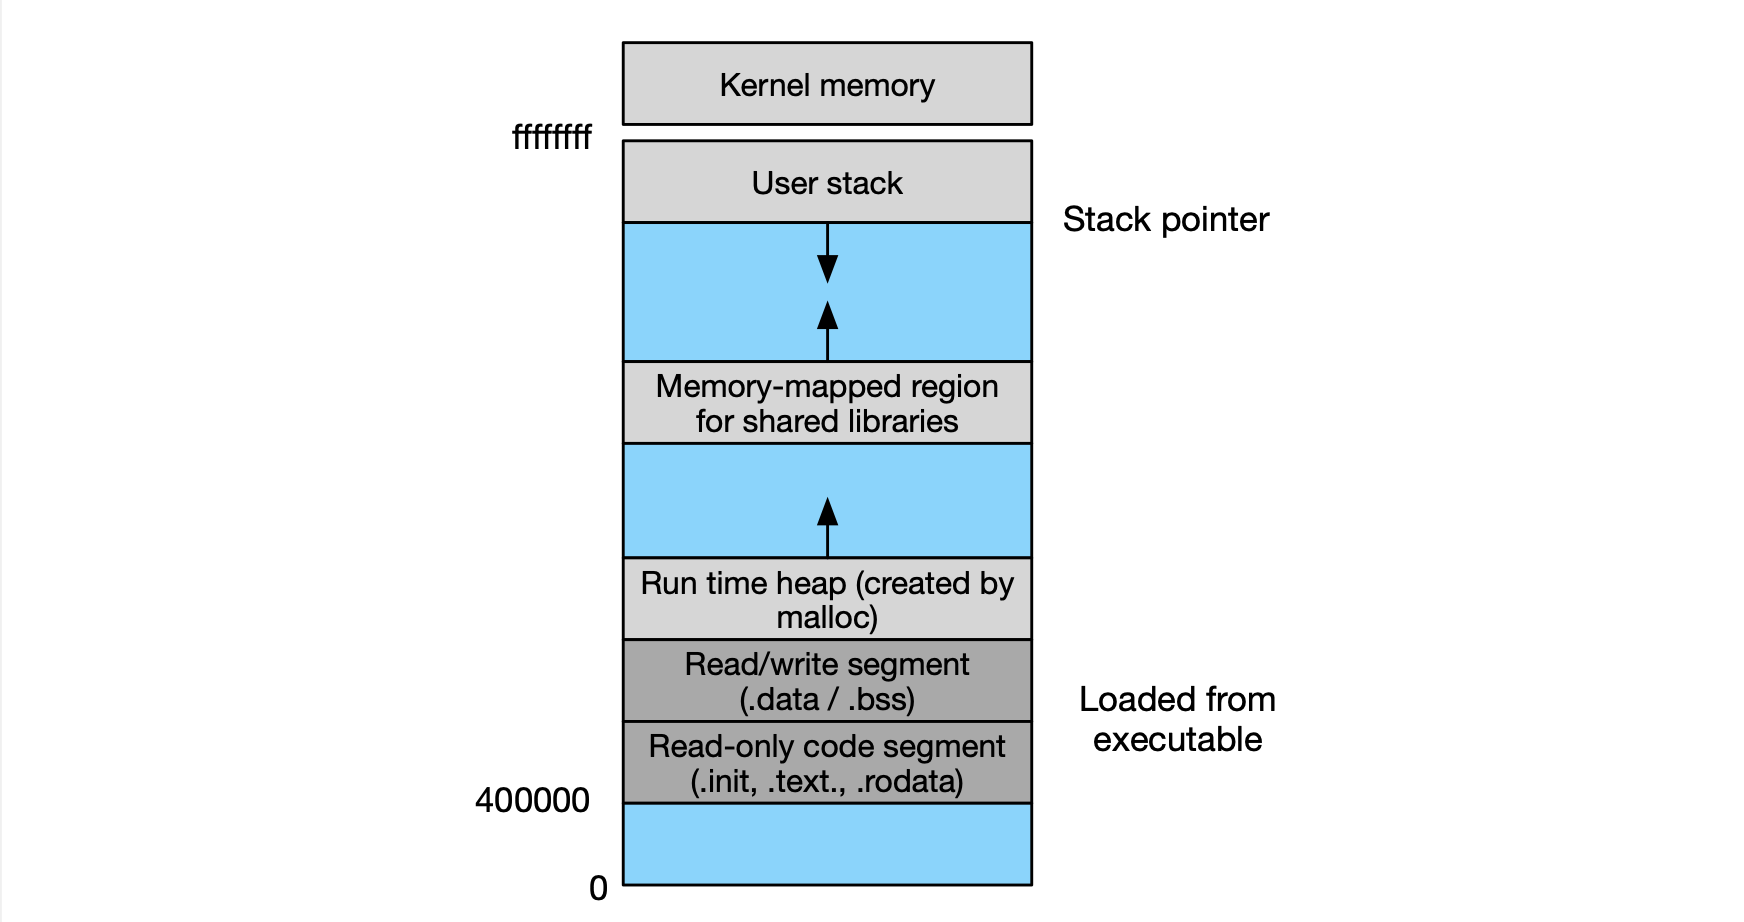 Kernel memory
ffffffff
User stack
Stack pointer
Memory-mapped region
for shared libraries
Run time heap (created by
malloc)
Read/write segment
(.data / .bss)
Loaded from
executable
Read-only code segment
(.init, .text., .rodata)
400000
0